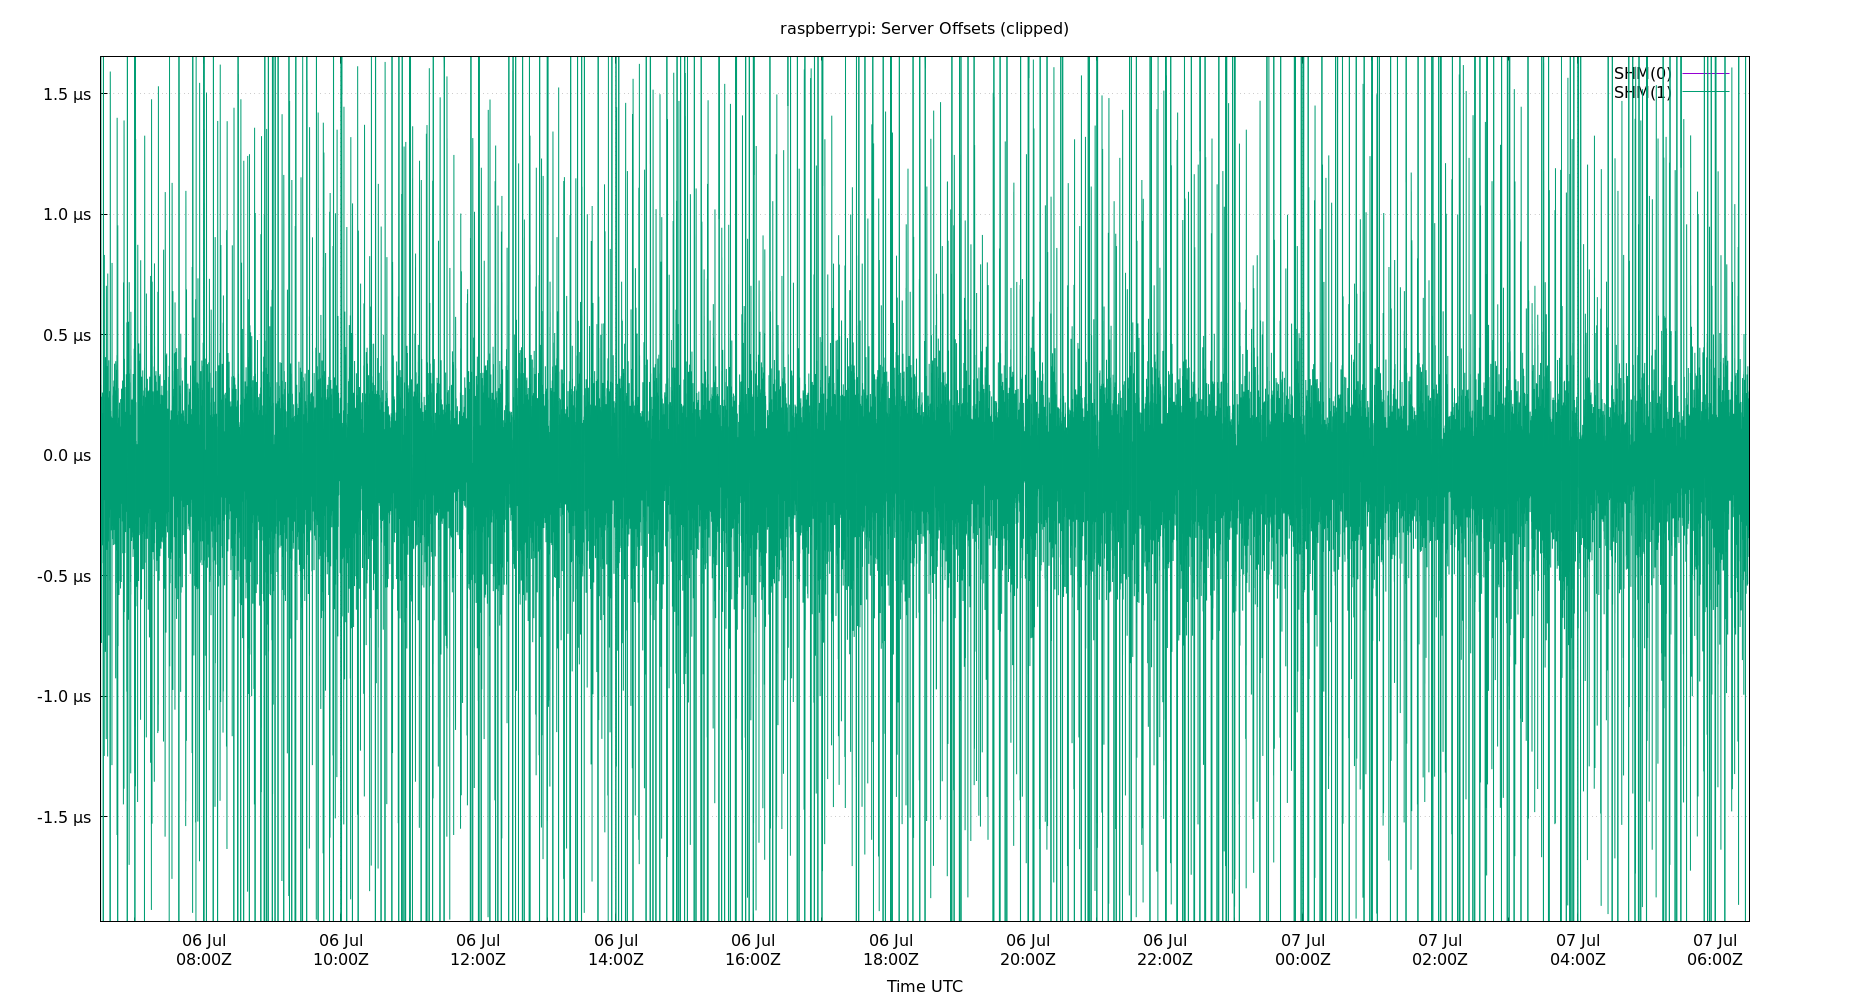 raspberrypi: Server Offsets (clipped)
SHM(0)
SHM(1)
1.5 µs
1.0 µs
0.5 µs
0.0 µs
-0.5 µs
-1.0 µs
-1.5 µs
06 Jul 06 Jul 06 Jul 06 Jul 06 Jul 06 Jul 06 Jul 06 Jul 07 Jul 07 Jul 07 Jul 07 Jul
08:00Z 10:00Z 12:00Z 14:00Z 16:00Z 18:00Z 20:00Z 22:00Z 00:00Z 02:00Z 04:00Z 06:00Z
Time UTC